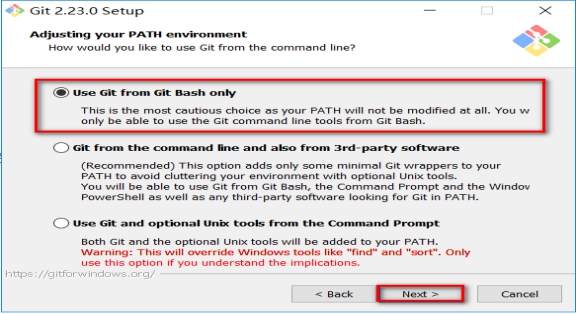 Git 2.23.0 Setup
Adjusting your PATH environment
How would you like to use Git from the command line?
Use Git from Git Bash only
This is the most cautious choice as your PATH will not be modified at all. You w
only be able to use the Git command line tools from Git Bash.
Git from the command line and also from 3rd-party software
(Recommended) This option adds only some minimal Git wrappers to your
PATH to avoid cluttering your environment with optional Unix tools.
You will be able to use Git from Git Bash, the Command Prompt and the Window
PowerShell as well as any third-party software looking for Git in PATH.
Use Git and optional Unix tools from the Command Prompt
Both Git and the optional Unix tools will be added to your PATH.
Warning: This will override Windows tools like "find" and "sort". Only
use this option if you understand the implications.
https://gitforwindows.org/
< Back Next > Cancel